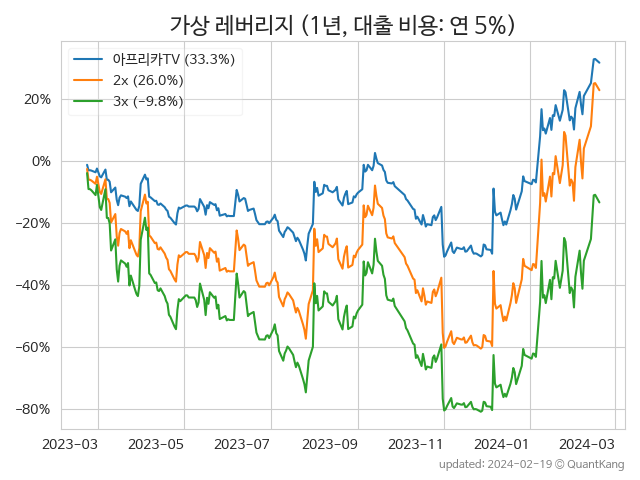 가상 레버리지 (1년, 대출 비용: 연 5%)
아프리카TV (33.3%)
2x (26.0%)
3x (−9.8%)
20%
0%
−20%
−40%
−60%
−80%
2023-03 2023-05 2023-07 2023-09 2023-11 2024-01 2024-03
updated: 2024-02-19 © QuantKang